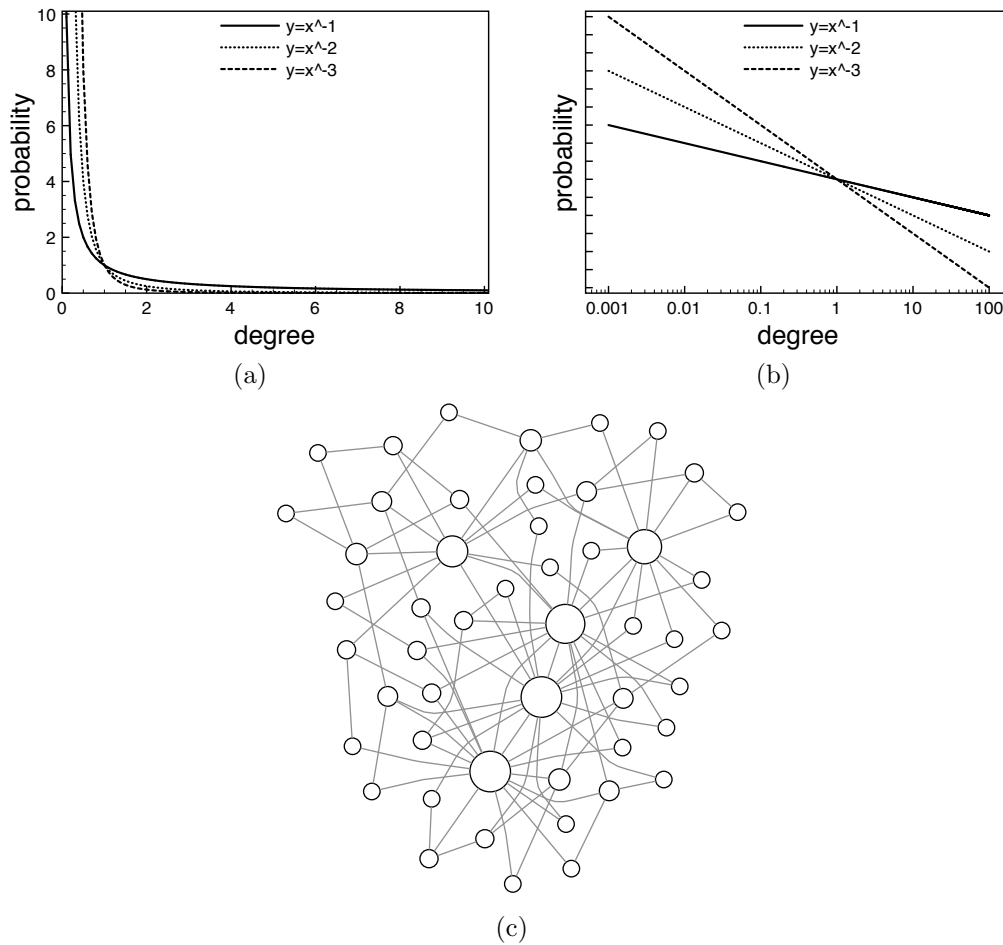 y=x^-1
y=x^-2
y=x^-3
probability
10
8
6
4
2
0
0 2 4 6 8 10
degree
(a)
y=x^-1
y=x^-2
y=x^-3
probability
0.001 0.01 0.1 1 10 100
degree
(b)
(c)